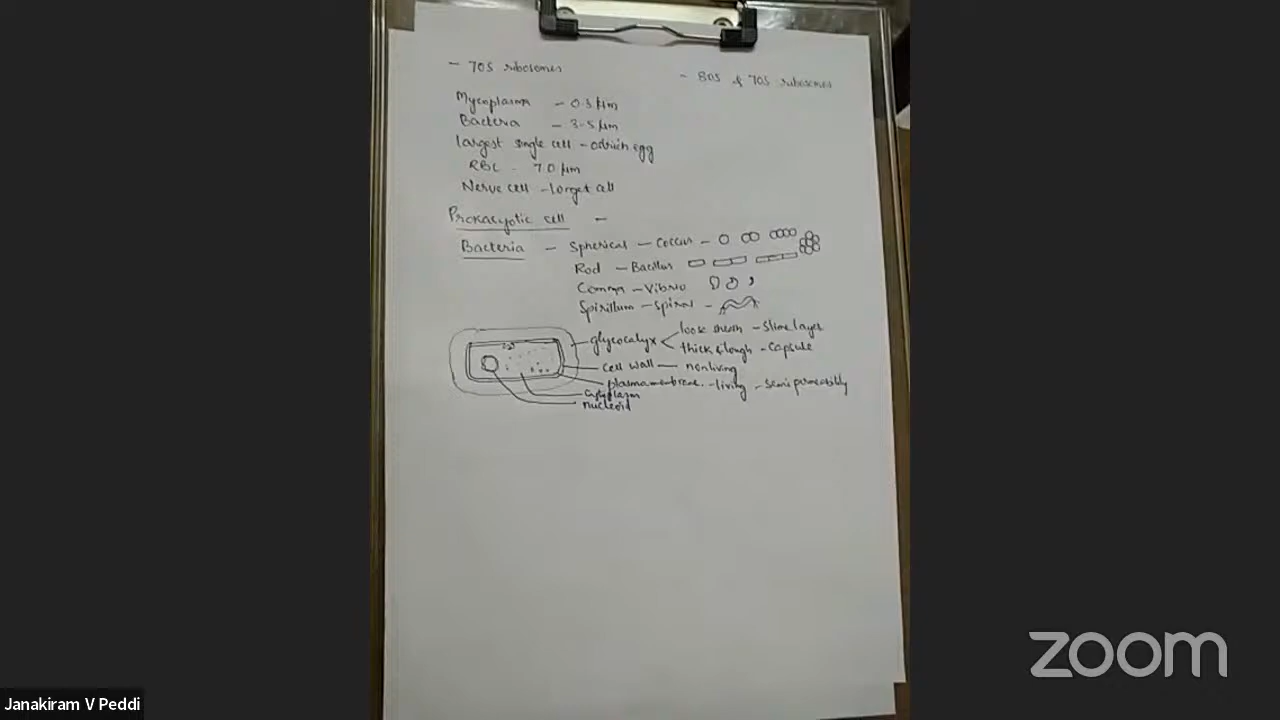 - 70S ribosomes
- 80S & 70S ribosomes
Mycoplasma - 0.3 μm
Bacteria - 3-5 μm
largest single cell - ostrich egg
RBC - 7.0 μm
Nerve cell - longest cell
Prokaryotic cell -
Bacteria - Spherical - Coccus -
Rod - Bacillus
Comma - Vibrio
Spirillum - Spiral -
glycocalyx
loose sheath - Slime layer
thick & tough - Capsule
cell wall - nonliving
plasma membrane - living - semi permeability
cytoplasm
nucleoid
zoom
Janakiram V Peddi